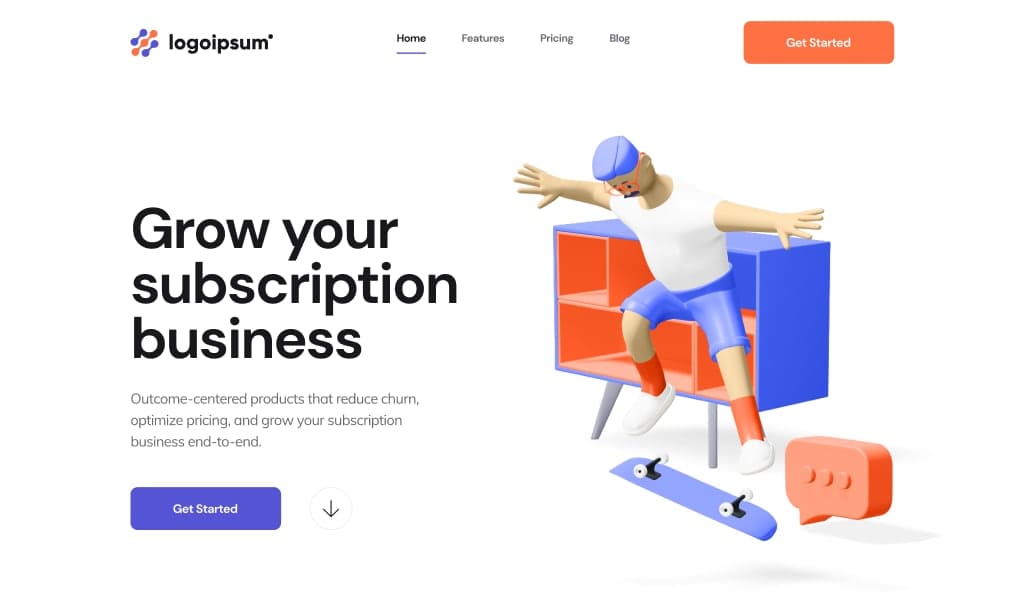 logoipsum
Home
Features
Pricing
Blog
Get Started
Grow your
subscription
business
Outcome-centered products that reduce churn,
optimize pricing, and grow your subscription
business end-to-end.
Get Started